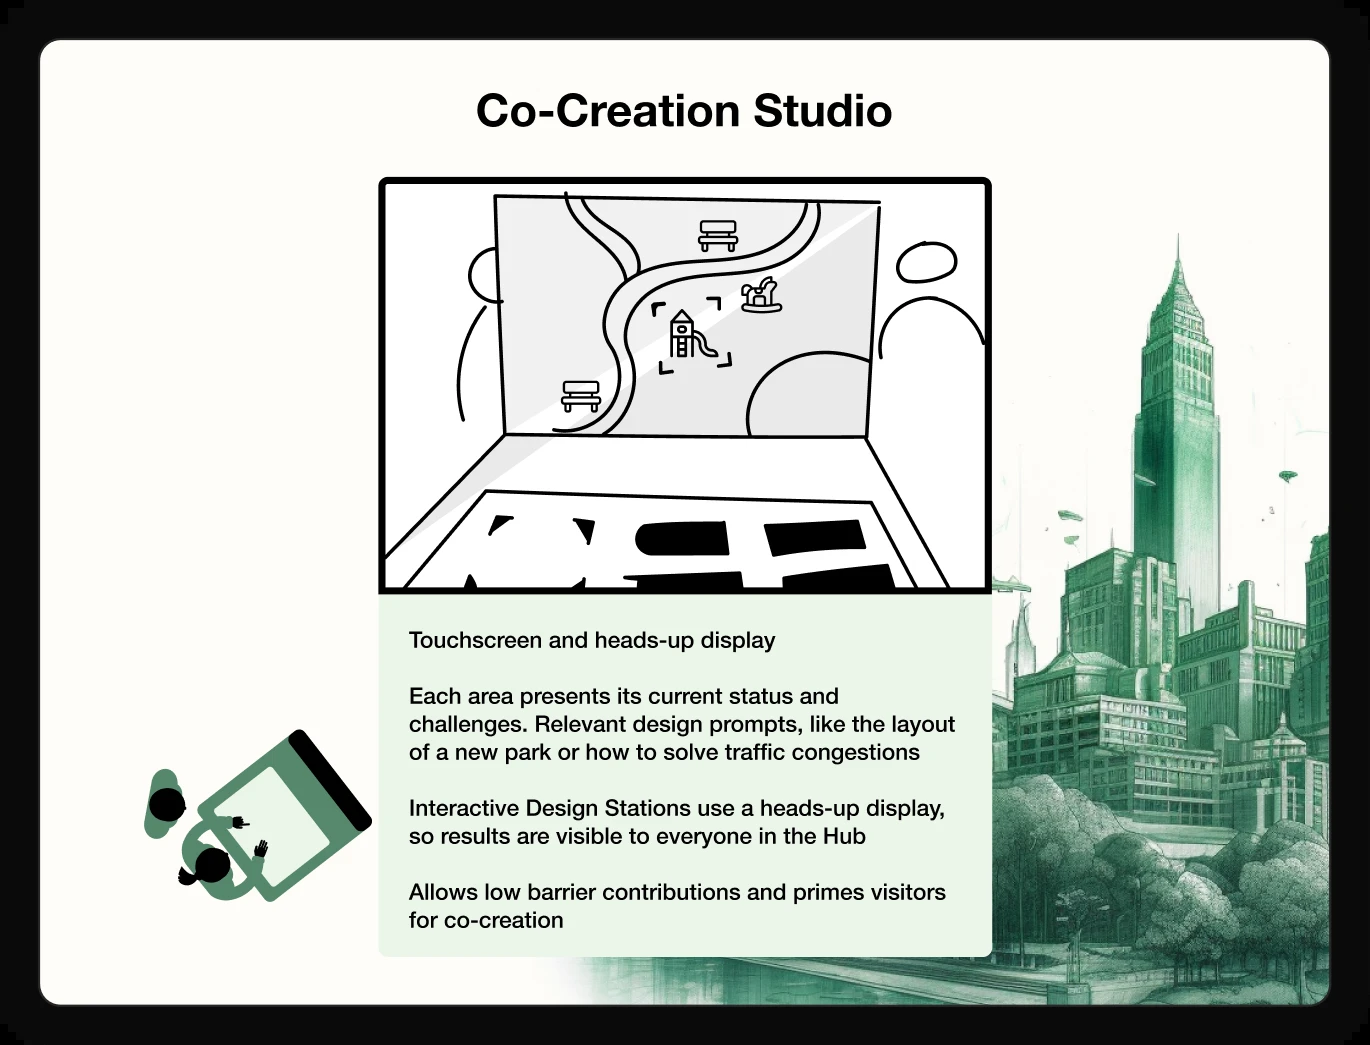 Co-Creation Studio
Touchscreen and heads-up display
Each area presents its current status and
challenges. Relevant design prompts, like the layout
of a new park or how to solve traffic congestions
Interactive Design Stations use a heads-up display,
so results are visible to everyone in the Hub
Allows low barrier contributions and primes visitors
for co-creation